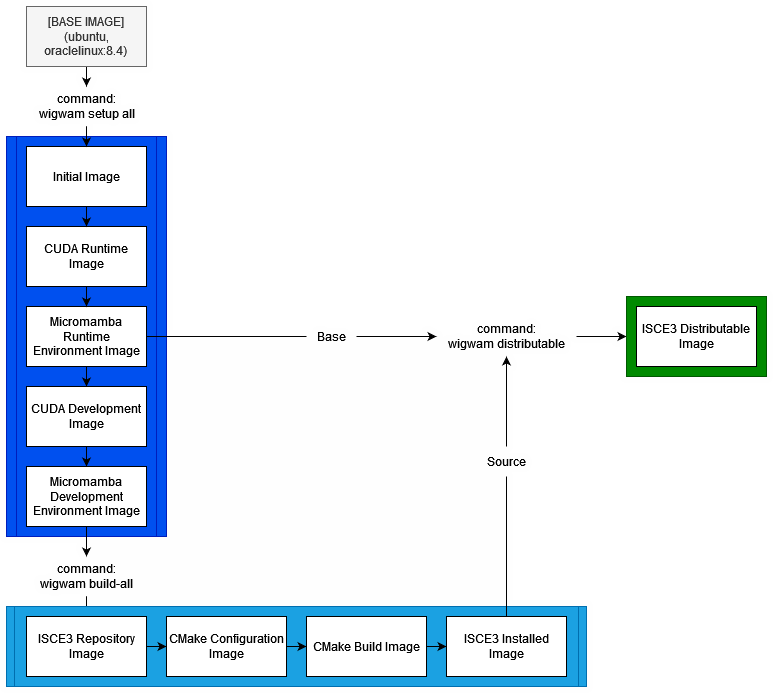 [BASE IMAGE]
(ubuntu,
oraclelinux:8.4)
command:
wigwam setup all
Initial Image
CUDA Runtime
Image
Micromamba
Runtime
Environment Image
Base
command:
wigwam distributable
ISCE3 Distributable
Image
CUDA Development
Image
Micromamba
Development
Environment Image
Source
command:
wigwam build-all
ISCE3 Repository
Image
CMake Configuration
Image
CMake Build Image
ISCE3 Installed
Image